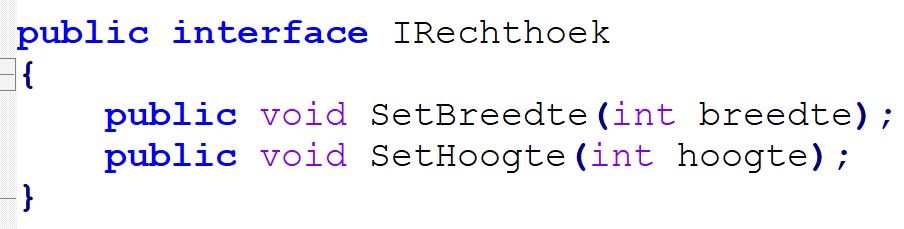 public interface IRechthoek
{
    public void SetBreedte(int breedte);
    public void SetHoogte(int hoogte);
}